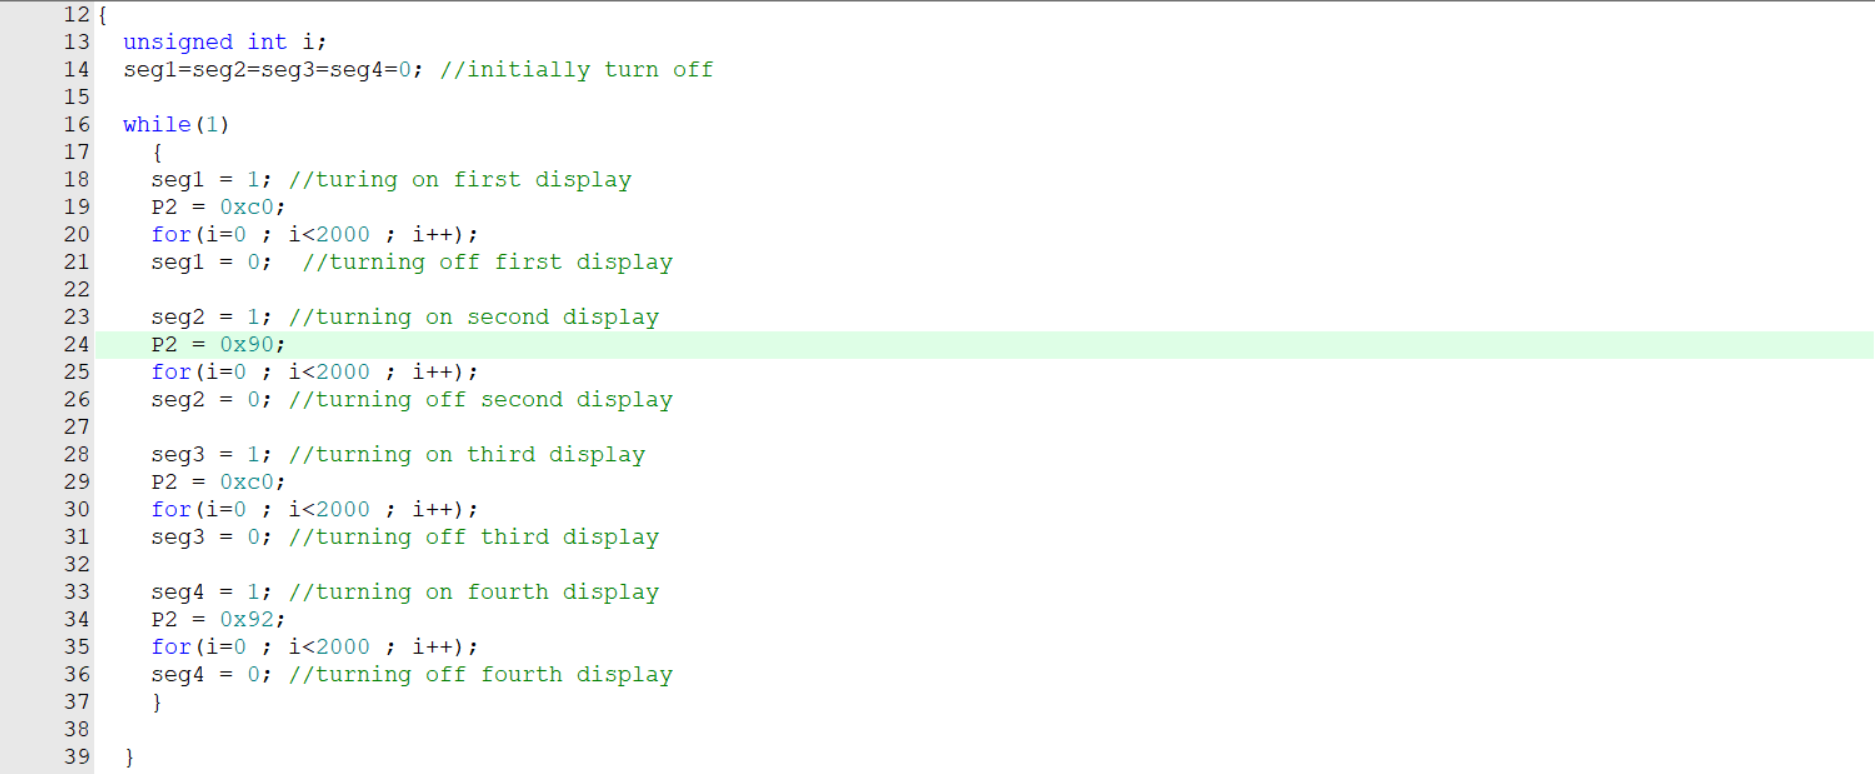 12 {
13 unsigned int i;
14 seg1=seg2=seg3=seg4=0; //initially turn off
15
16 while(1)
17 {
18 seg1 = 1; //turing on first display
19 P2 = 0xc0;
20 for(i=0 ; i<2000 ; i++);
21 seg1 = 0; //turning off first display
22
23 seg2 = 1; //turning on second display
24 P2 = 0x90;
25 for(i=0 ; i<2000 ; i++);
26 seg2 = 0; //turning off second display
27
28 seg3 = 1; //turning on third display
29 P2 = 0xc0;
30 for(i=0 ; i<2000 ; i++);
31 seg3 = 0; //turning off third display
32
33 seg4 = 1; //turning on fourth display
34 P2 = 0x92;
35 for(i=0 ; i<2000 ; i++);
36 seg4 = 0; //turning off fourth display
37 }
38
39 }